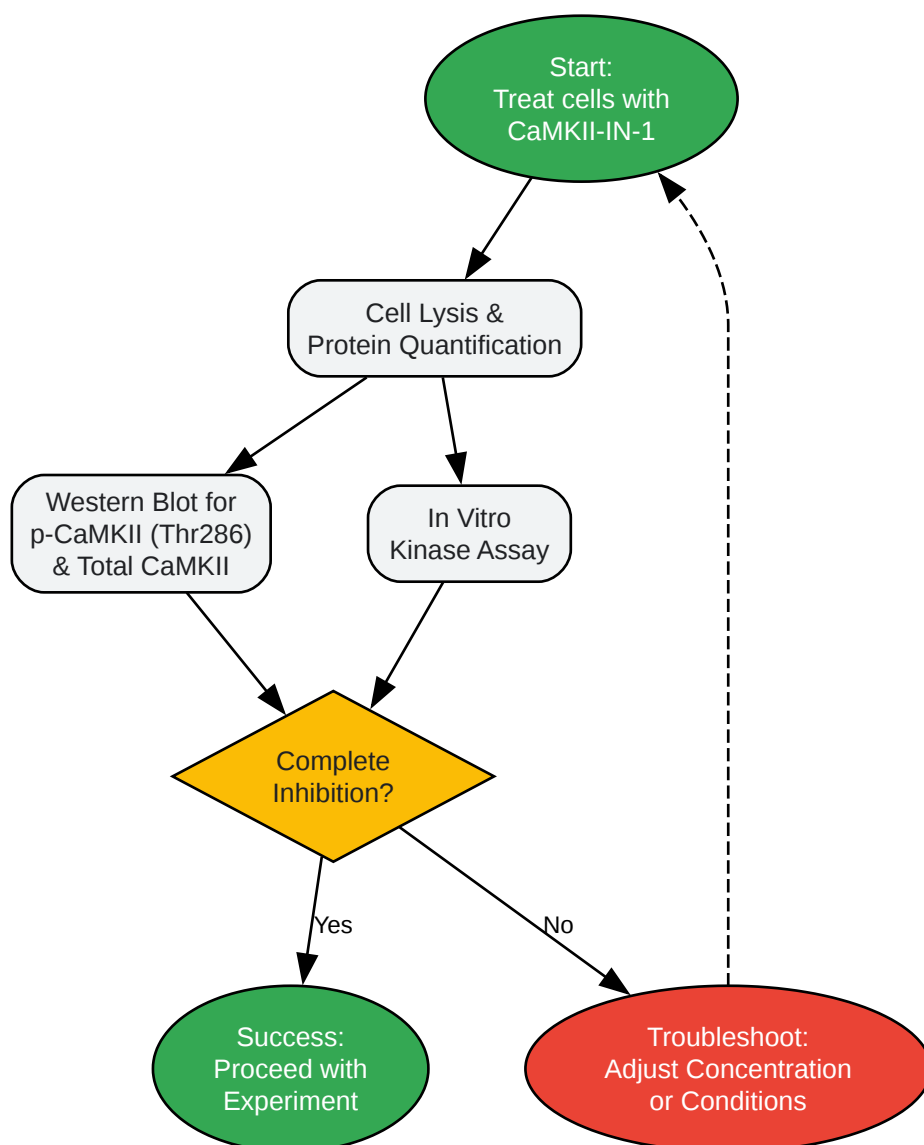 Start:
Treat cells with
CaMKII-IN-1
Cell Lysis &
Protein Quantification
Western Blot for
p-CaMKII (Thr286)
& Total CaMKII
In Vitro
Kinase Assay
Complete
Inhibition?
Yes
No
Success:
Proceed with
Experiment
Troubleshoot:
Adjust Concentration
or Conditions